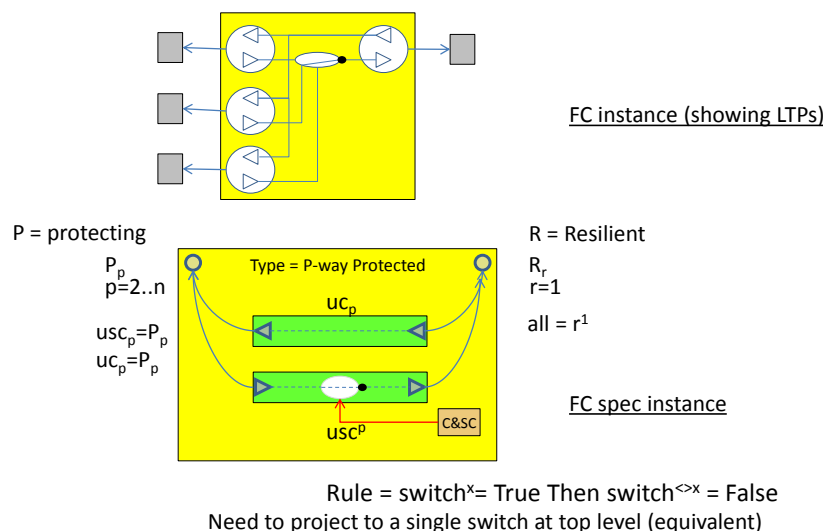 FC instance (showing LTPs)
P = protecting
R = Resilient
Pp
p=2..n
Type = P-way Protected
Rr
r=1
ucp
uscp=Pp
ucp=Pp
all = r¹
FC spec instance
uscᵖ
C&SC
Rule = switchˣ= True Then switch<>x = False
Need to project to a single switch at top level (equivalent)